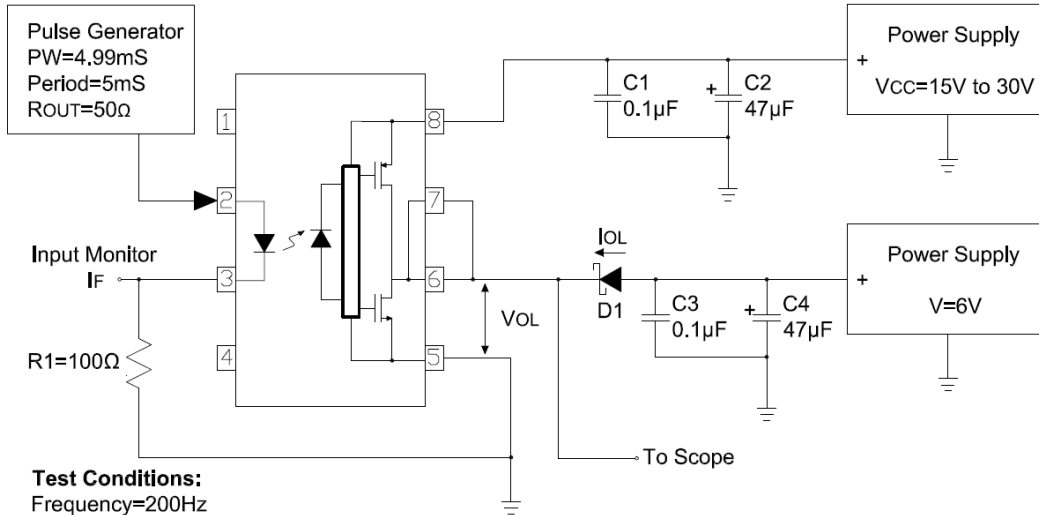 Pulse Generator
PW=4.99mS
Period=5mS
ROUT=50Ω
Power Supply
VCC=15V to 30V
+
C1
0.1µF
+
C2
47µF
1
2
3
4
8
7
6
5
Input Monitor
IF
R1=100Ω
VOL
IOL
D1
C3
0.1µF
+
C4
47µF
+
Power Supply
V=6V
To Scope
Test Conditions:
Frequency=200Hz